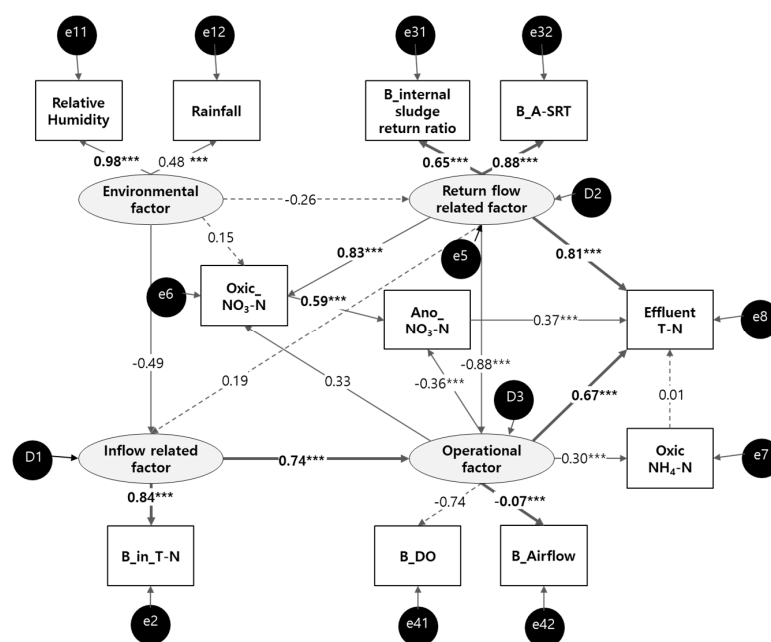 e11
e12
e31
e32
Relative
Humidity
Rainfall
B_internal
sludge
return ratio
B_A-SRT
0.98***
0.48 ***
0.65***
0.88***
Environmental
factor
-0.26
Return flow
related factor
D2
0.15
0.83***
e5
0.81***
e6
Oxic_
NO₃-N
0.59***
Ano_
NO₃-N
0.37***
Effluent
T-N
e8
-0.49
0.19
0.33
-0.88***
-0.36***
D3
0.67***
0.01
D1
Inflow related
factor
0.74***
Operational
factor
0.30***
Oxic
NH₄-N
e7
0.84***
-0.74
-0.07***
B_in_T-N
B_DO
B_Airflow
e2
e41
e42